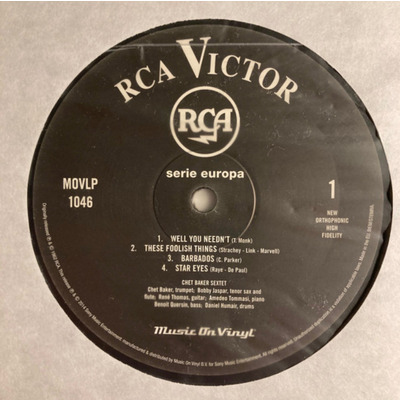 RCA VICTOR
RCA
serie europa
MOVLP
1046
1
NEW
ORTHOPHONIC
HIGH
FIDELITY
1. WELL YOU NEEDN'T (T. Monk)
2. THESE FOOLISH THINGS (Strachey - Link - Marvell)
3. BARBADOS (C. Parker)
4. STAR EYES (Raye - De Paul)
CHET BAKER SEXTET
Chet Baker, trumpet; Bobby Jaspar, tenor sax and
flute; René Thomas, guitar; Amadeo Tommasi, piano
Benoit Quersin, bass; Daniel Humair, drum
Music On Vinyl